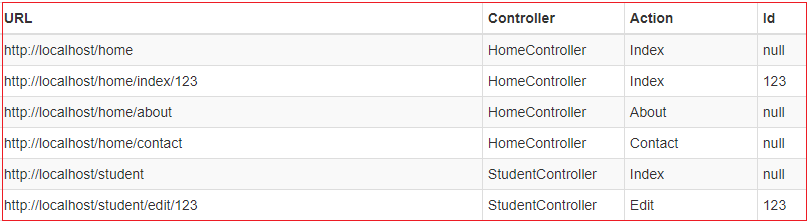 URL Controller Action Id
http://localhost/home HomeController Index null
http://localhost/home/index/123 HomeController Index 123
http://localhost/home/about HomeController About null
http://localhost/home/contact HomeController Contact null
http://localhost/student StudentController Index null
http://localhost/student/edit/123 StudentController Edit 123